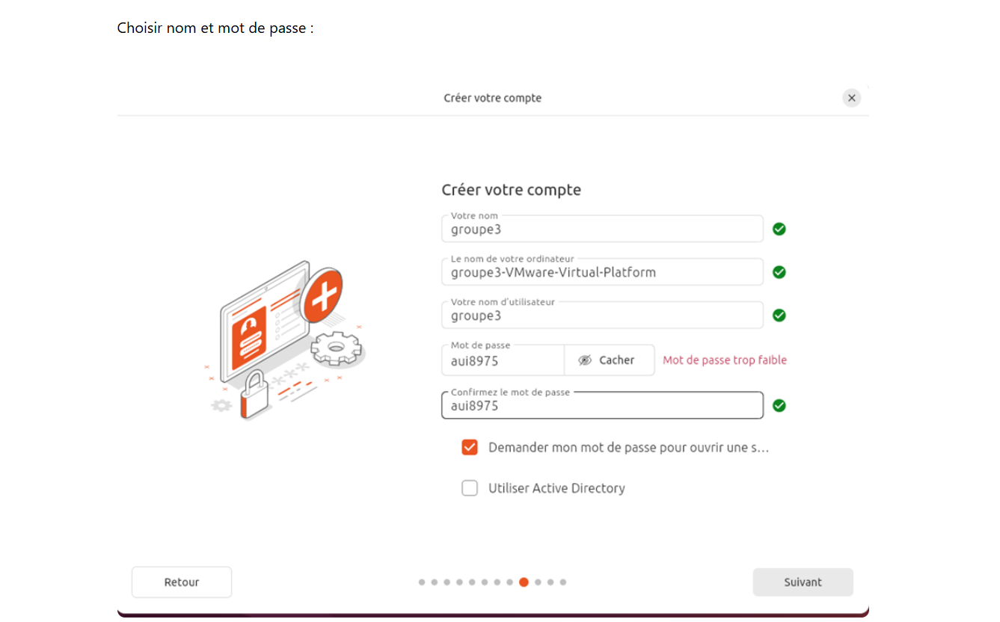 Choisir nom et mot de passe :
Créer votre compte
Créer votre compte
Votre nom
groupe3
Le nom de votre ordinateur
groupe3-VMware-Virtual-Platform
Votre nom d'utilisateur
groupe3
Mot de passe
aui8975
Cacher
Mot de passe trop faible
Confirmez le mot de passe
aui8975
Demander mon mot de passe pour ouvrir une s…
Utiliser Active Directory
Retour
Suivant